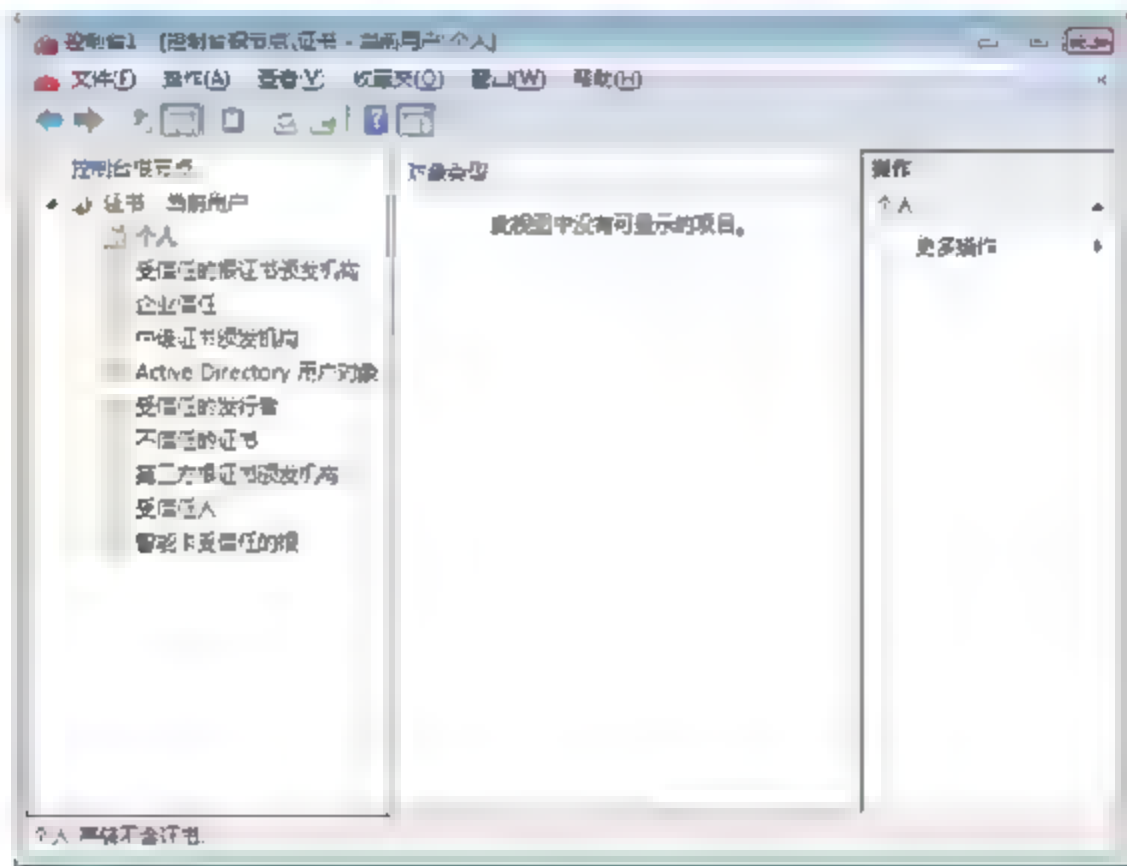 控制台1 - [控制台根节点\证书 - 当前用户\个人]
文件(F) 操作(A) 查看(V) 收藏夹(O) 窗口(W) 帮助(H)
控制台根节点
证书 - 当前用户
个人
受信任的根证书颁发机构
企业信任
中级证书颁发机构
Active Directory 用户对象
受信任的发行者
不信任的证书
第三方根证书颁发机构
受信任人
智能卡受信任的根
对象类型
此视图中没有可显示的项目。
操作
个人
更多操作
个人 存储不含证书.